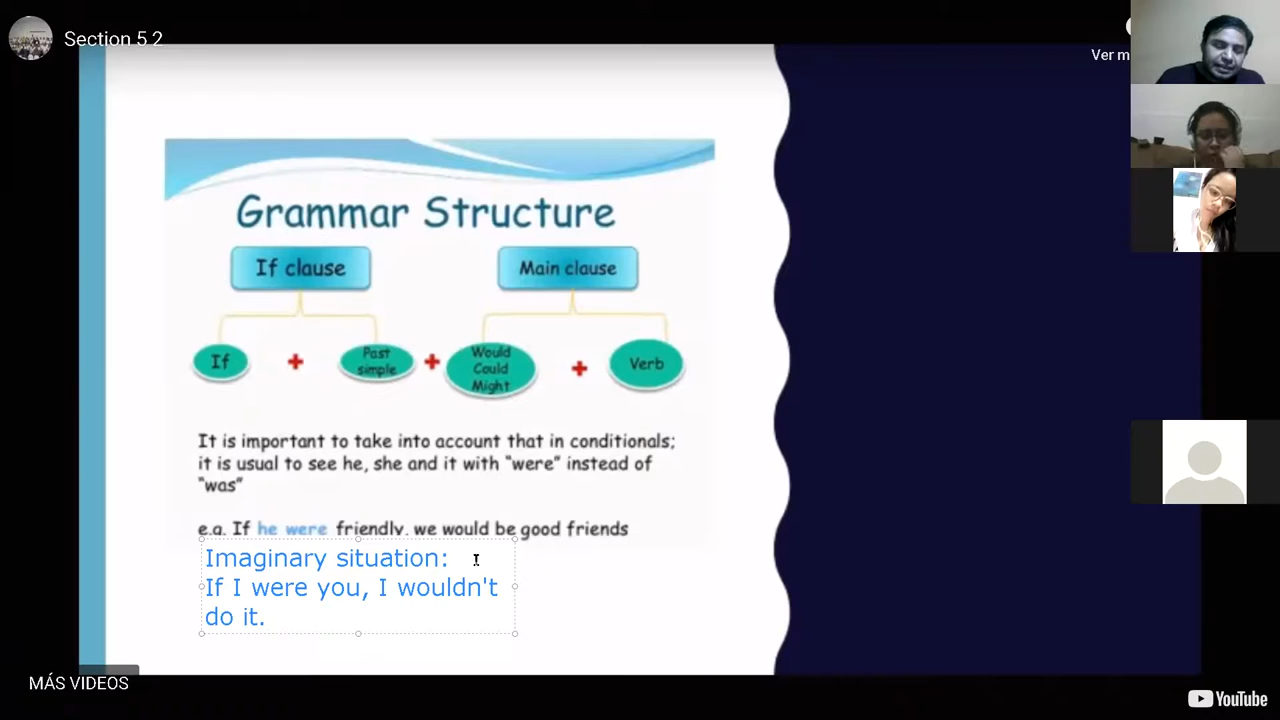 Section 5 2
Ver m
Grammar Structure
If clause
Main clause
If
+
Past
simple
+
Would
Could
Might
+
Verb
It is important to take into account that in conditionals;
it is usual to see he, she and it with "were" instead of
"was"
e.g. If he were friendly, we would be good friends
Imaginary situation:
If I were you, I wouldn't
do it.
MÁS VIDEOS
YouTube